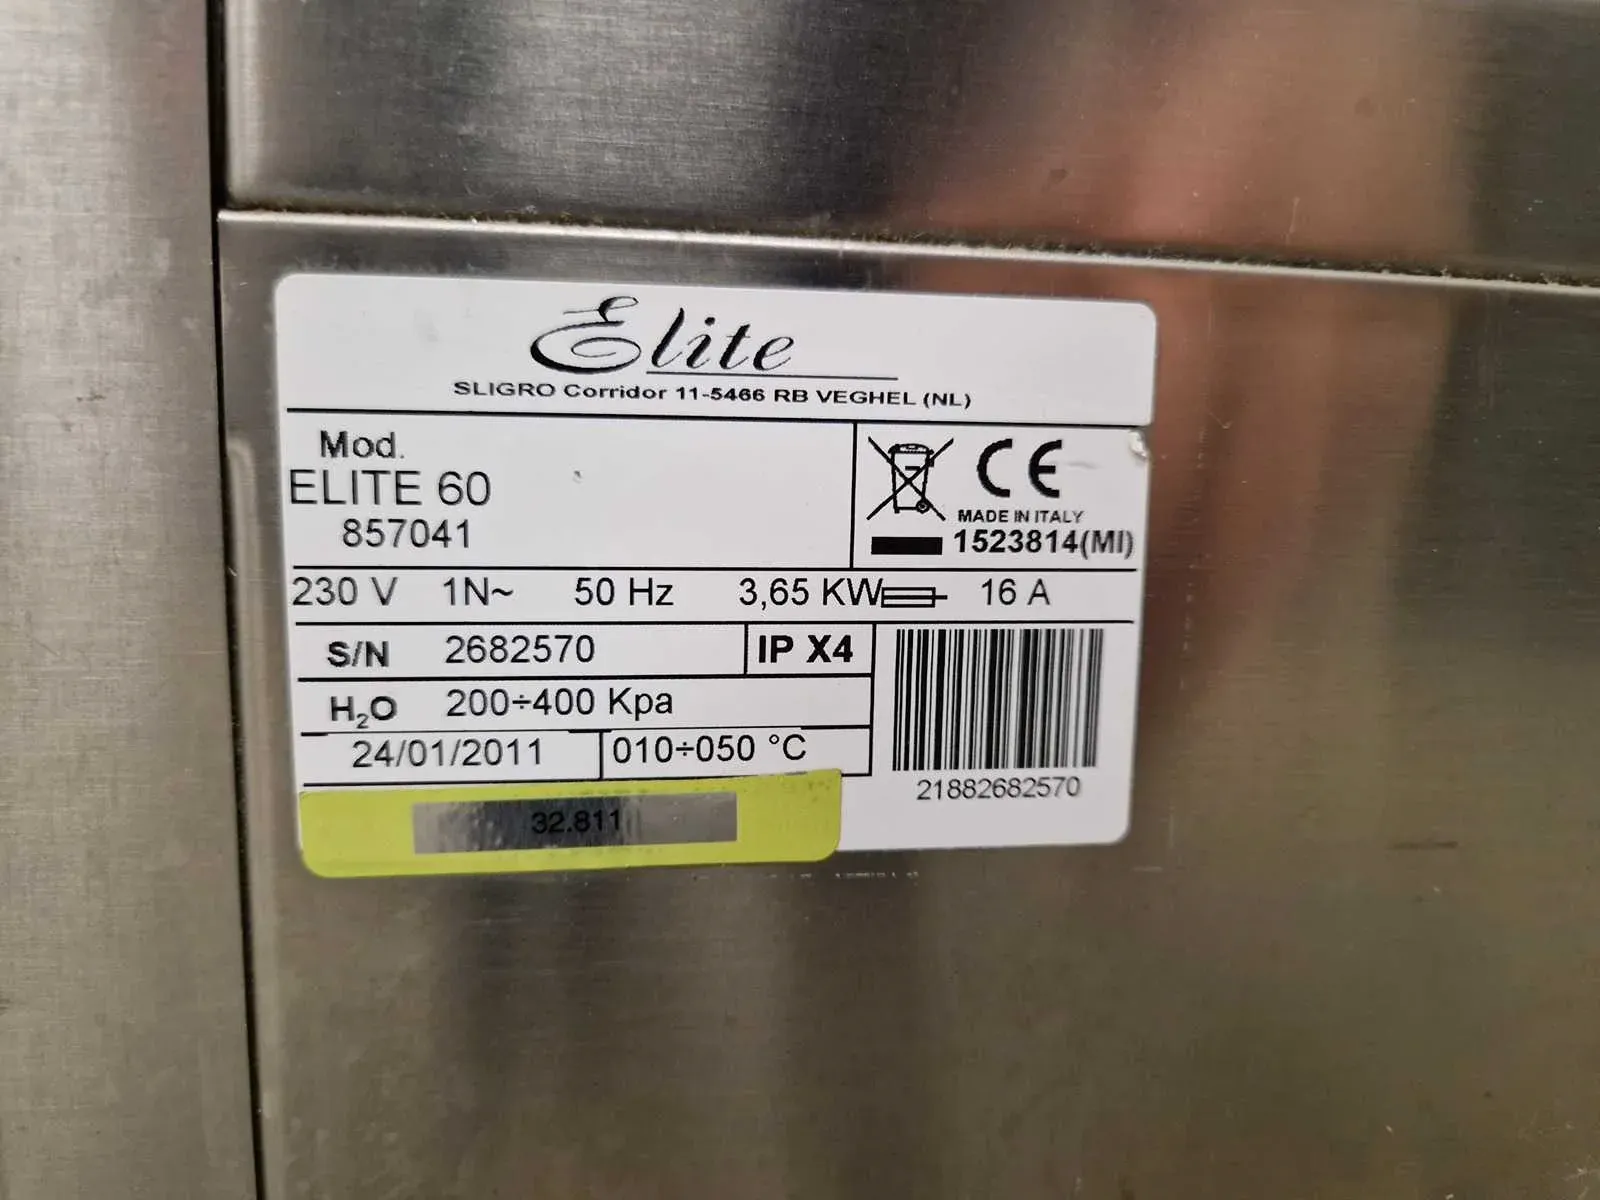 Elite
SLIGRO Corridor 11-5466 RB VEGHEL (NL)
Mod.
ELITE 60
857041
CE
MADE IN ITALY
1523814(MI)
230 V 1N~ 50 Hz 3,65 KW 16 A
S/N 2682570 IP X4
H₂O 200÷400 Kpa
24/01/2011 010÷050 °C
21882682570
32.811